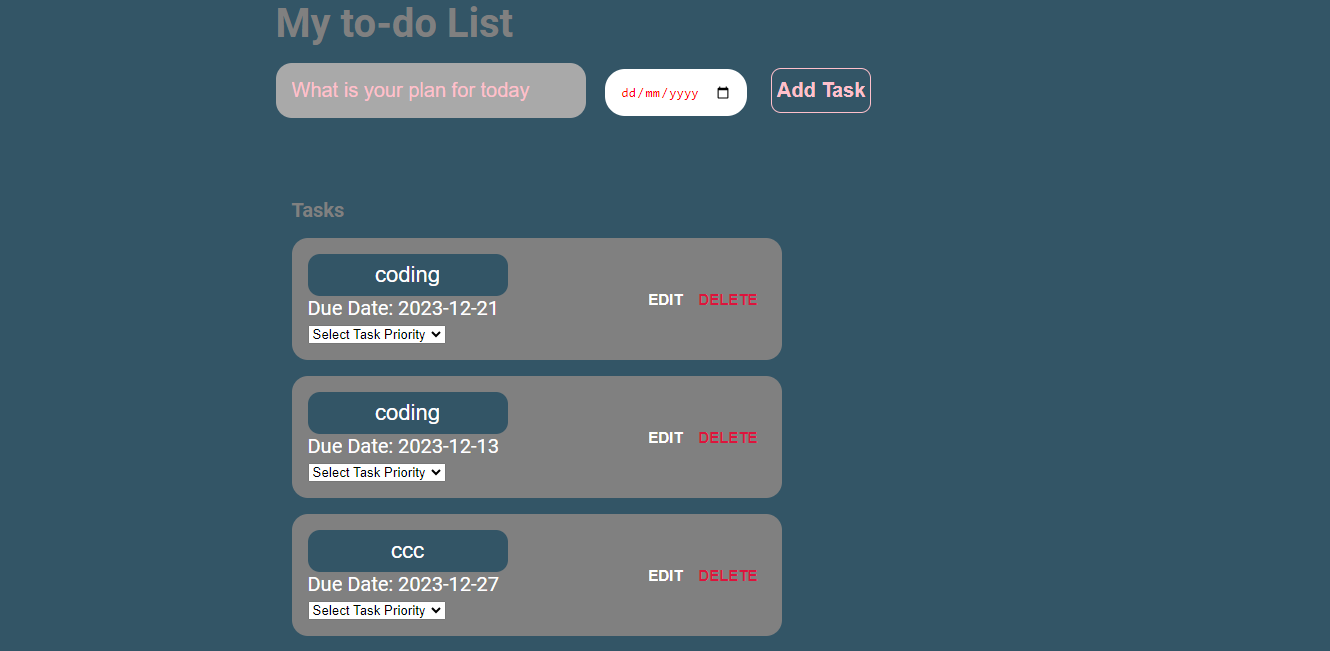 My to-do List
What is your plan for today
dd/mm/yyyy
Add Task
Tasks
coding
Due Date: 2023-12-21
Select Task Priority
EDIT DELETE
coding
Due Date: 2023-12-13
Select Task Priority
EDIT DELETE
ccc
Due Date: 2023-12-27
Select Task Priority
EDIT DELETE